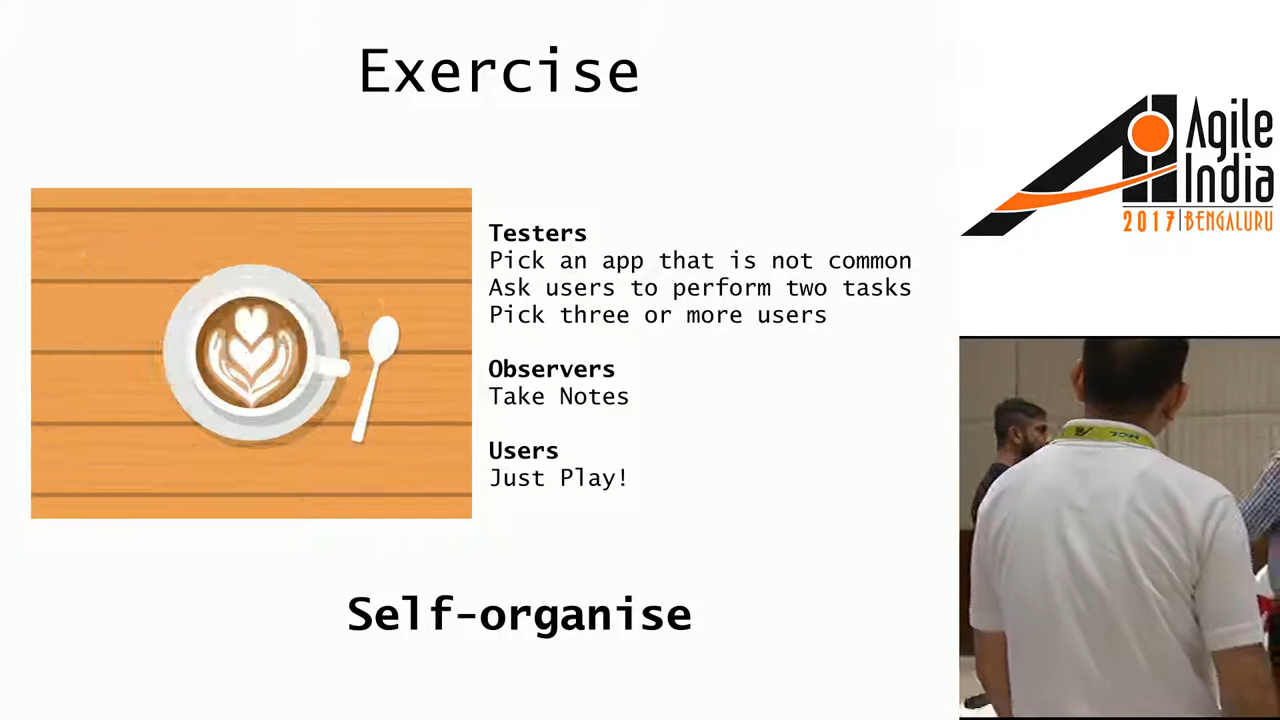 Exercise
Testers
Pick an app that is not common
Ask users to perform two tasks
Pick three or more users
Observers
Take Notes
Users
Just Play!
Self-organise
Agile
India
2017 | BENGALURU
HCL